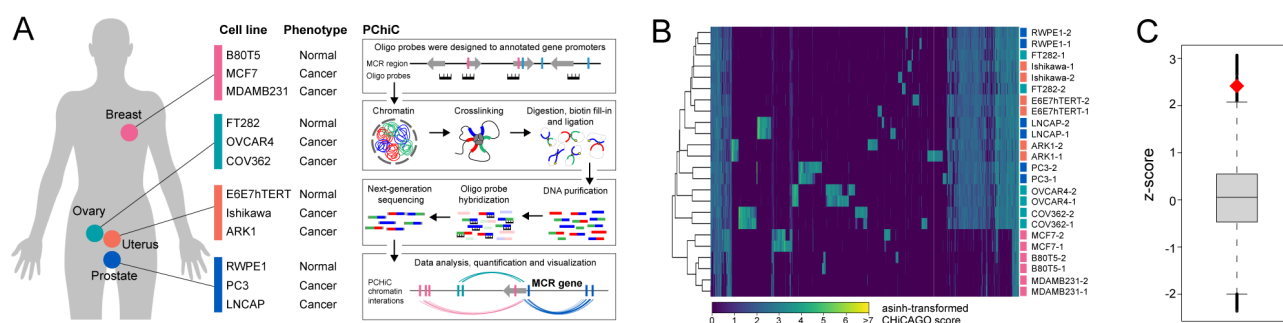 A
Cell line Phenotype PChiC
B80T5 Normal
MCF7 Cancer
MDAMB231 Cancer
FT282 Normal
OVCAR4 Cancer
COV362 Cancer
E6E7hTERT Normal
Ishikawa Cancer
ARK1 Cancer
RWPE1 Normal
PC3 Cancer
LNCAP Cancer
Breast
Ovary
Uterus
Prostate
Oligo probes were designed to annotated gene promoters
MCR region
Oligo probes
Chromatin
Crosslinking
Digestion, biotin fill-in
and ligation
Next-generation
sequencing
Oligo probe
hybridization
DNA purification
Data analysis, quantification and visualization
PCHiC
chromatin
interations
MCR gene
B
RWPE1-2
RWPE1-1
FT282-1
Ishikawa-1
Ishikawa-2
FT282-2
E6E7hTERT-2
E6E7hTERT-1
LNCAP-2
LNCAP-1
ARK1-2
ARK1-1
PC3-2
PC3-1
OVCAR4-2
OVCAR4-1
COV362-2
COV362-1
MCF7-2
MCF7-1
B80T5-2
B80T5-1
MDAMB231-2
MDAMB231-1
0 1 2 3 4 5 6 >7
asinh-transformed
CHiCAGO score
C
z-score
3
2
1
0
-1
-2